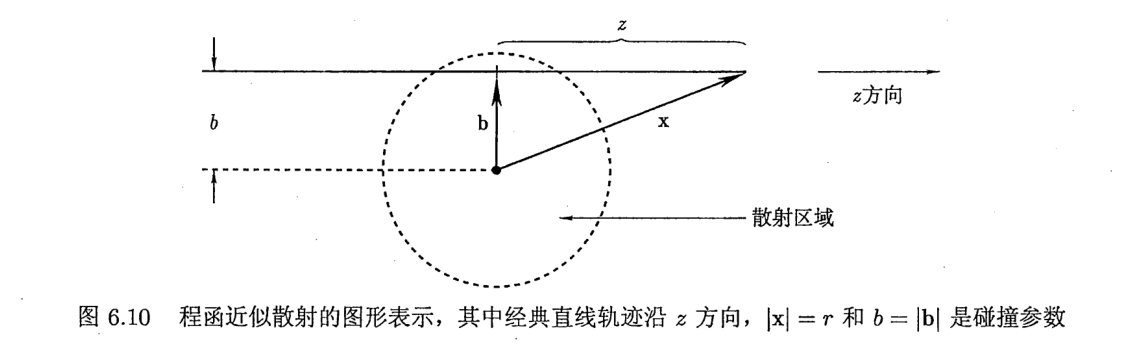 z
z方向
b
b
x
散射区域
图 6.10 程函近似散射的图形表示，其中经典直线轨迹沿 z 方向，|x| = r 和 b = |b| 是碰撞参数